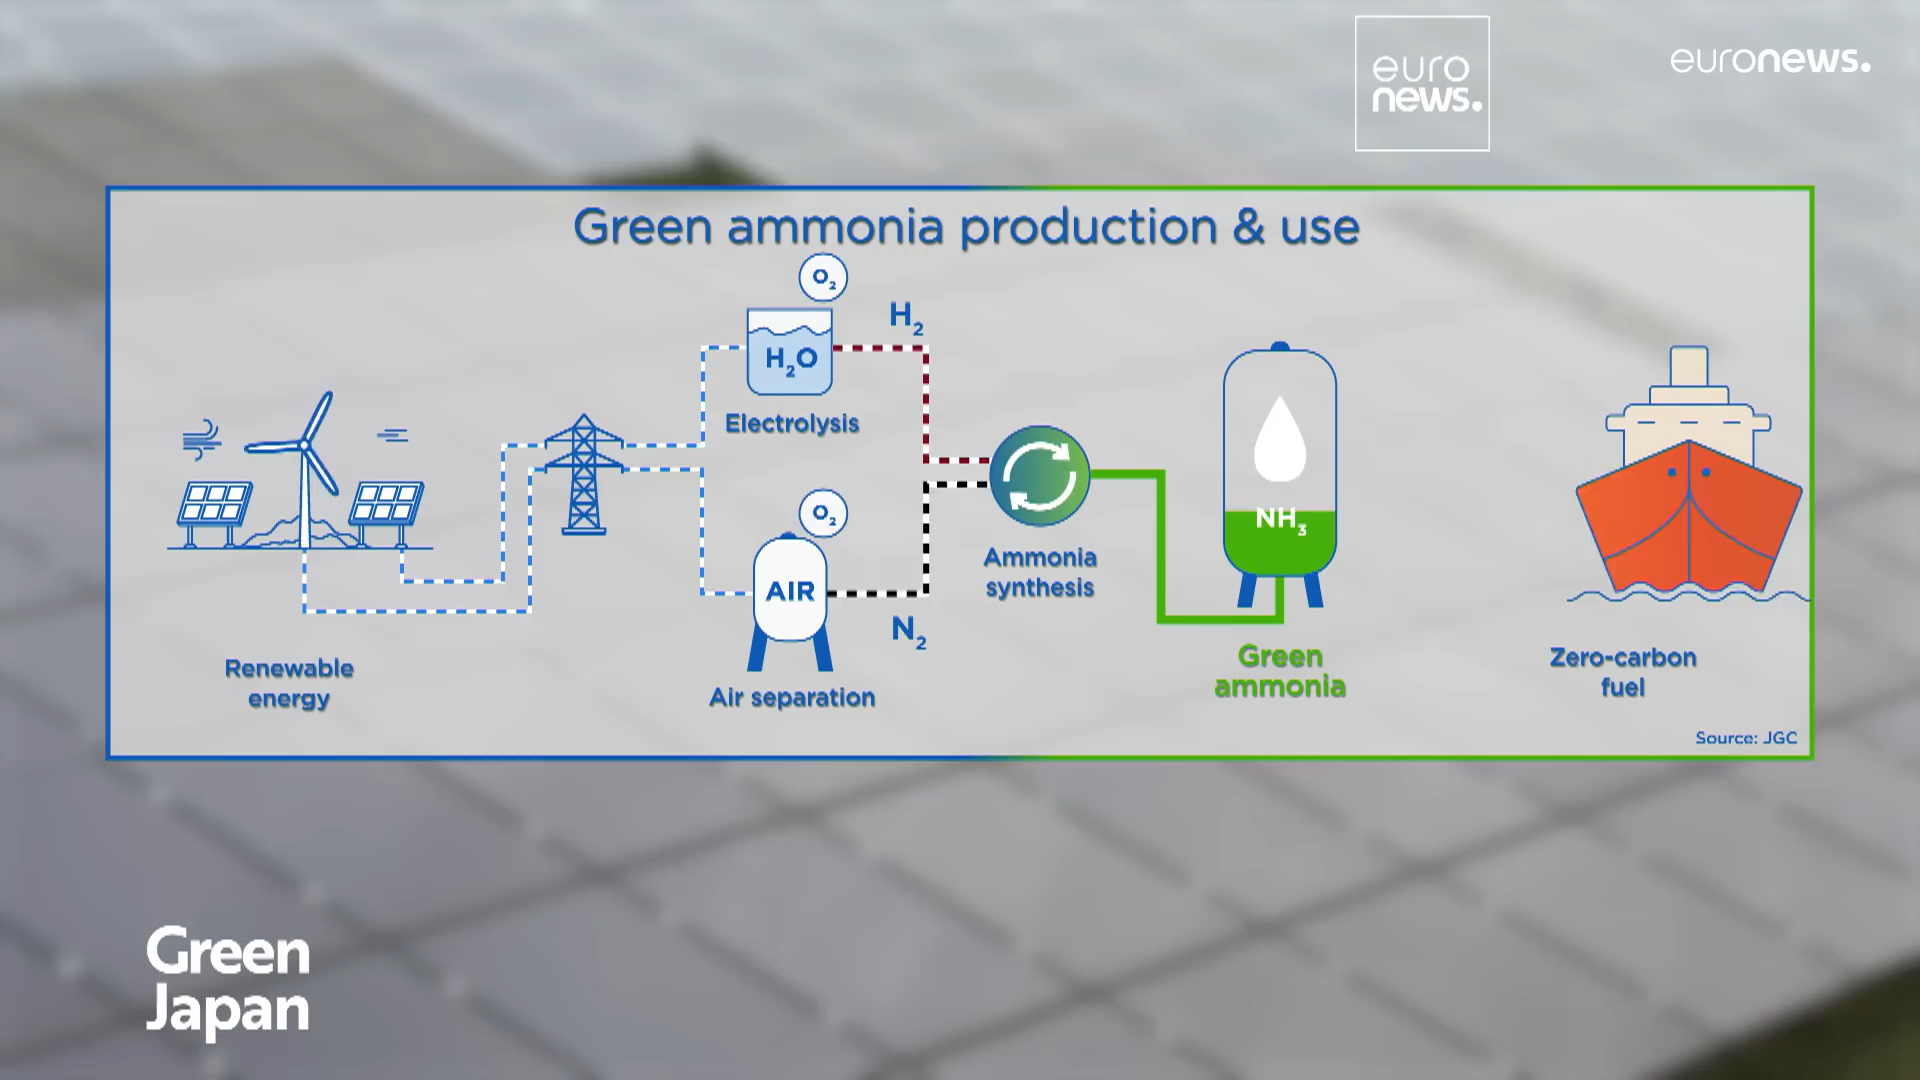 euro
news.
euronews.
Green ammonia production & use
O₂
H₂
H₂O
Electrolysis
O₂
AIR
N₂
Air separation
Ammonia
synthesis
NH₃
Green
ammonia
Renewable
energy
Zero-carbon
fuel
Source: JGC
Green
Japan